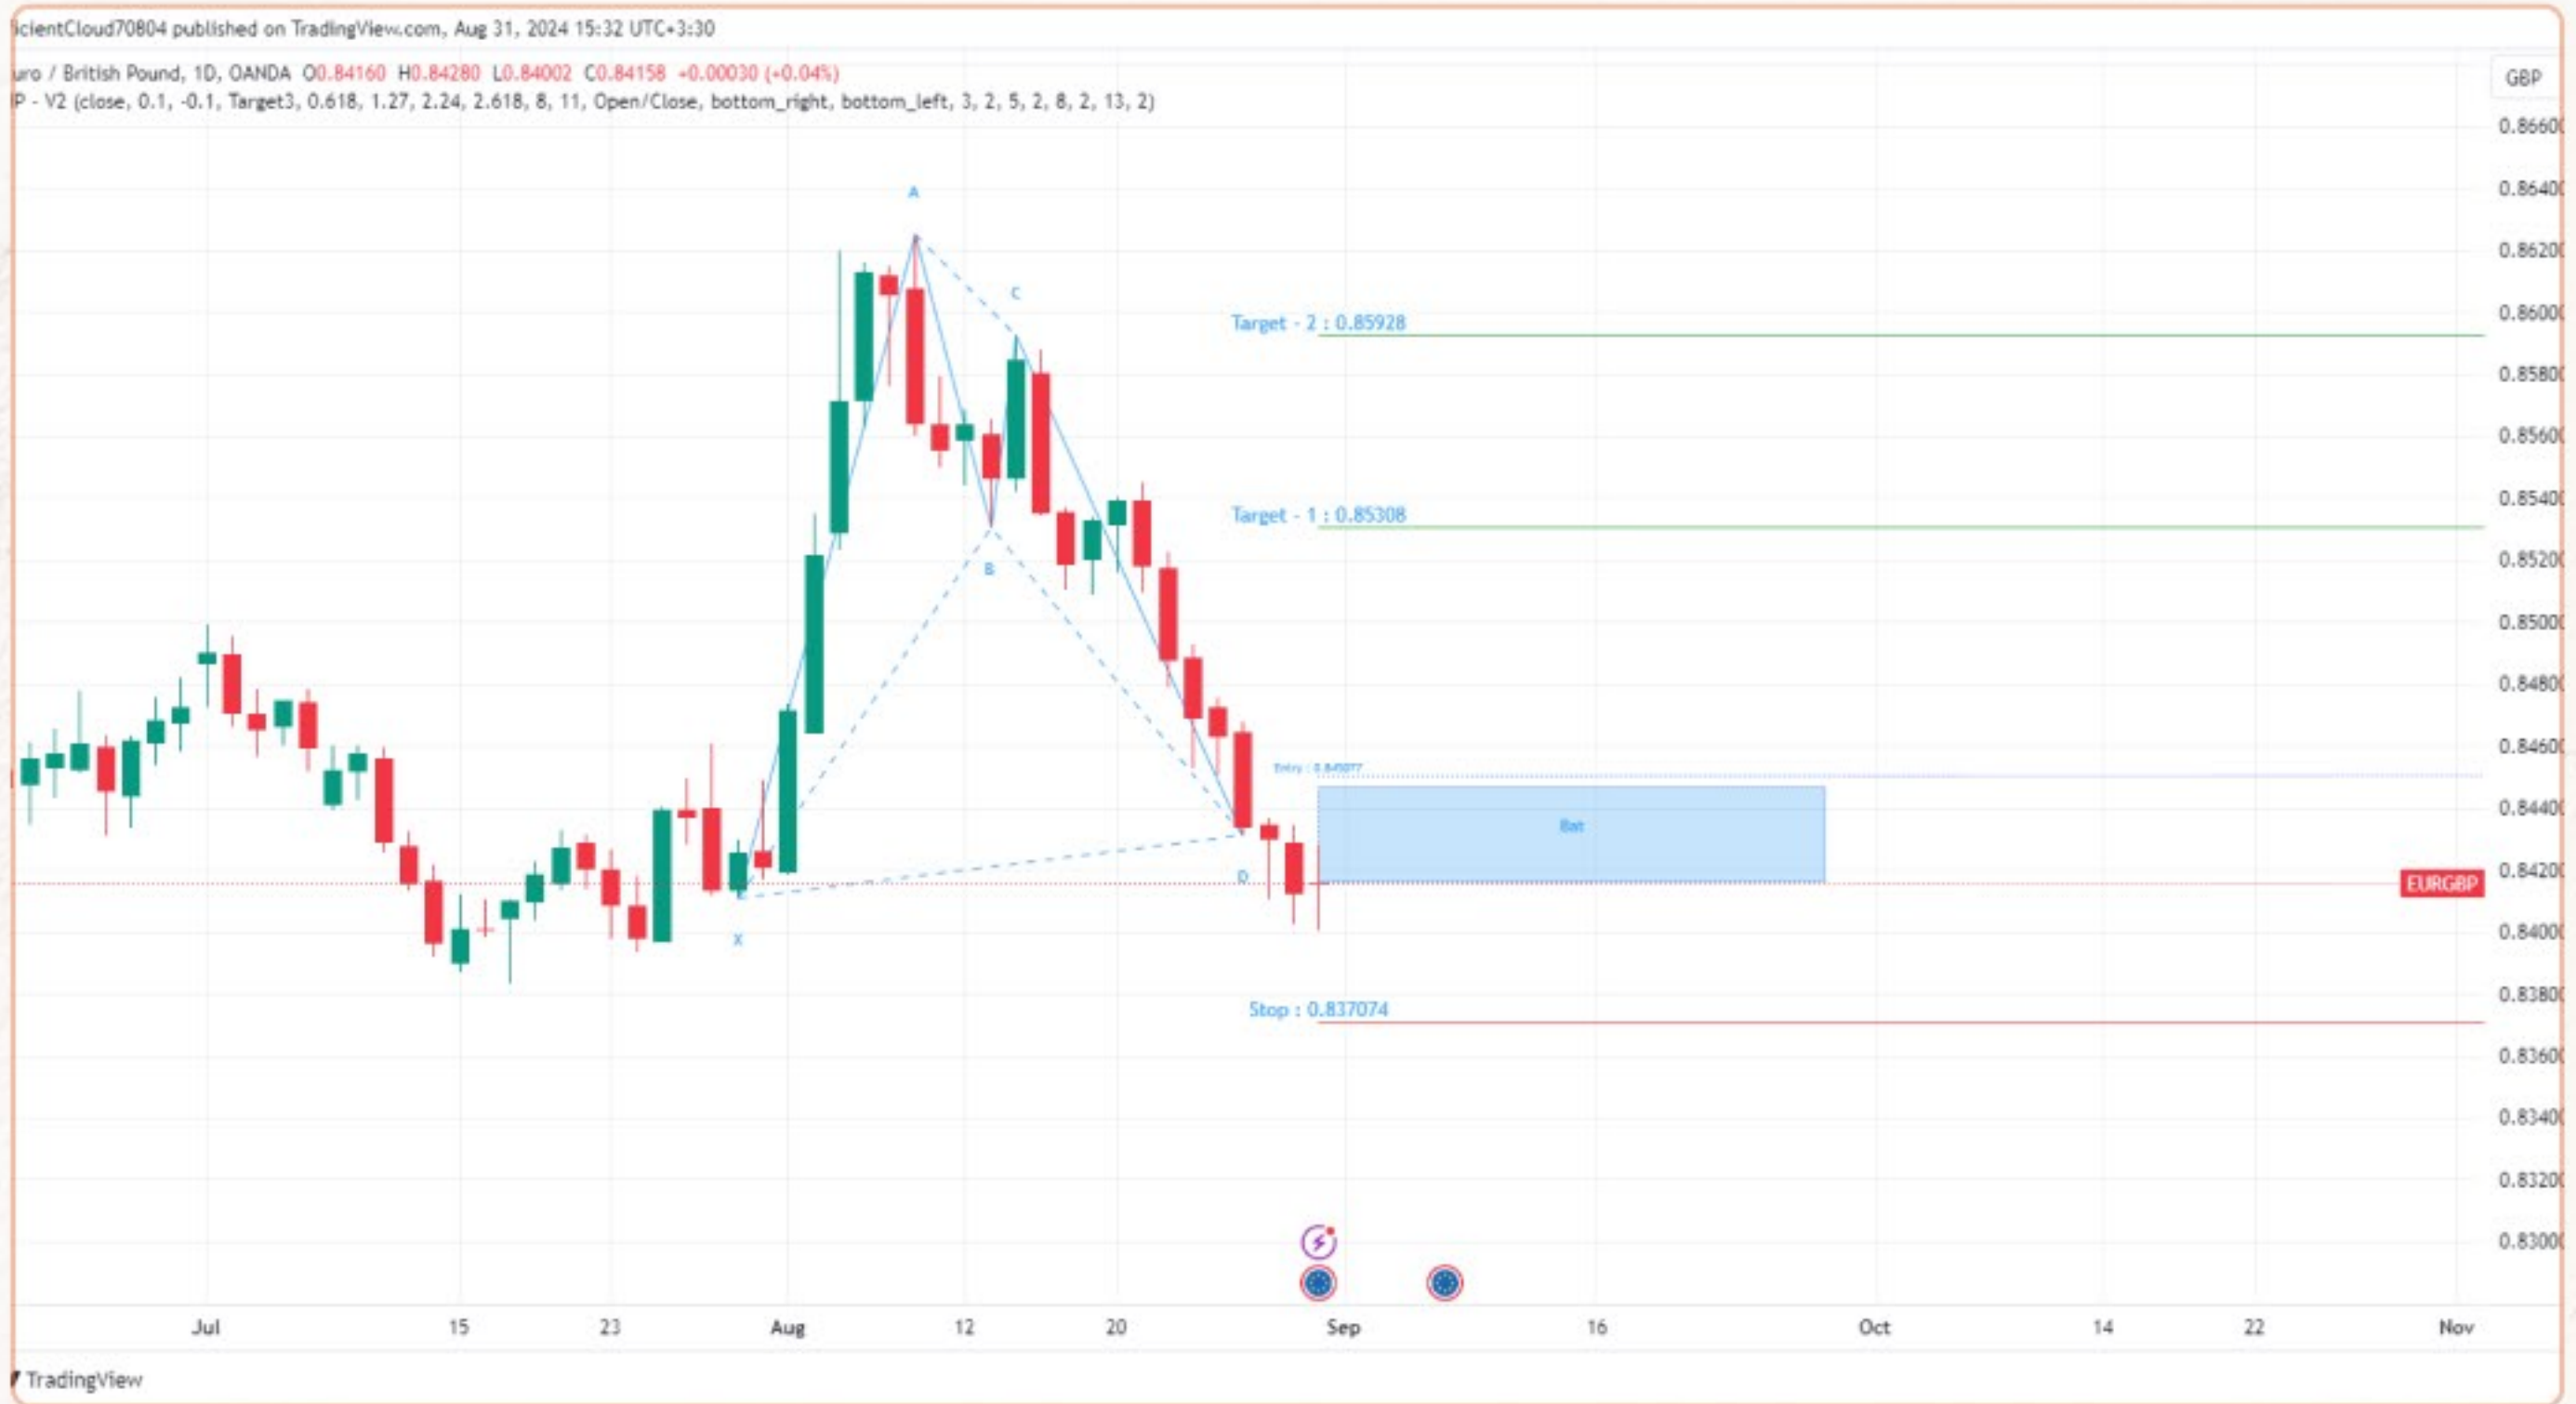 icientCloud70804 published on TradingView.com, Aug 31, 2024 15:32 UTC+3:30
uro / British Pound, 1D, OANDA O0.84160 H0.84280 L0.84002 C0.84158 +0.00030 (+0.04%)
P - V2 (close, 0.1, -0.1, Target3, 0.618, 1.27, 2.24, 2.618, 8, 11, Open/Close, bottom_right, bottom_left, 3, 2, 5, 2, 8, 2, 13, 2)
GBP
0.8660
0.8640
A
0.8620
C
0.8600
Target - 2 : 0.85928
0.8580
0.8560
0.8540
Target - 1 : 0.85308
0.8520
B
0.8500
0.8480
0.8460
Entry :
0.8440
Bat
0.8420
D
EURGBP
X
0.8400
0.8380
Stop : 0.837074
0.8360
0.8340
0.8320
0.8300
Jul 15 23 Aug 12 20 Sep 16 Oct 14 22 Nov
TradingView